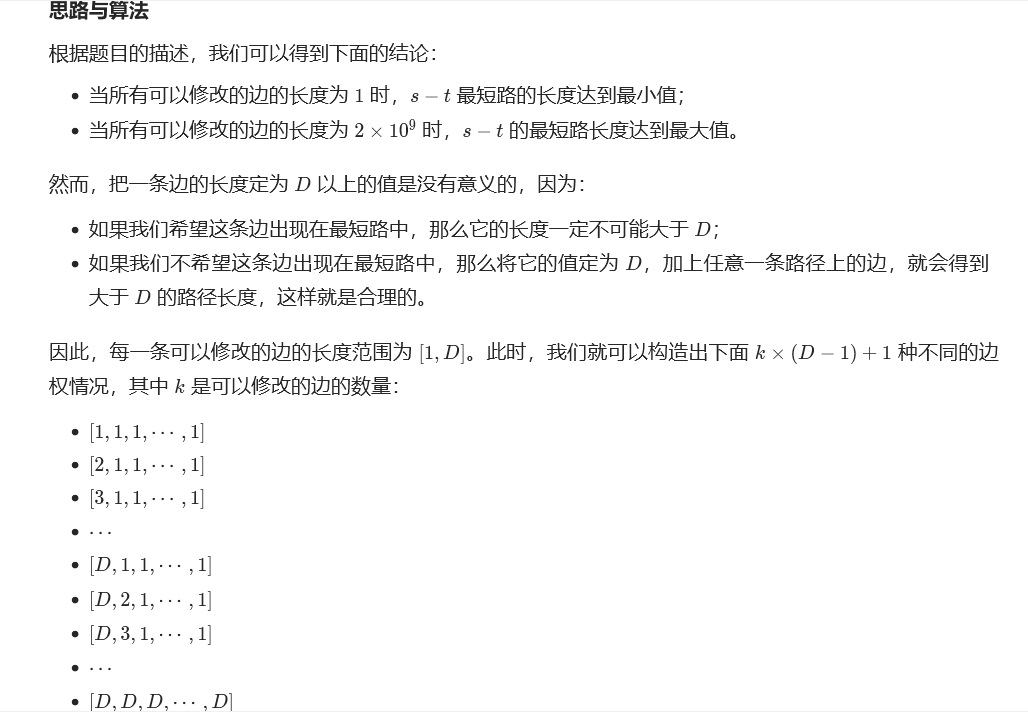 思路与算法
根据题目的描述，我们可以得到下面的结论：
• 当所有可以修改的边的长度为 1 时，s − t 最短路的长度达到最小值；
• 当所有可以修改的边的长度为 2 × 10⁹ 时，s − t 的最短路长度达到最大值。
然而，把一条边的长度定为 D 以上的值是没有意义的，因为：
• 如果我们希望这条边出现在最短路中，那么它的长度一定不可能大于 D；
• 如果我们不希望这条边出现在最短路中，那么将它的值定为 D，加上任意一条路径上的边，就会得到
大于 D 的路径长度，这样就是合理的。
因此，每一条可以修改的边的长度范围为 [1, D]。此时，我们就可以构造出下面 k × (D − 1) + 1 种不同的边
权情况，其中 k 是可以修改的边的数量：
• [1, 1, 1, ⋯ , 1]
• [2, 1, 1, ⋯ , 1]
• [3, 1, 1, ⋯ , 1]
• ⋯
• [D, 1, 1, ⋯ , 1]
• [D, 2, 1, ⋯ , 1]
• [D, 3, 1, ⋯ , 1]
• ⋯
• [D, D, D, ⋯ , D]